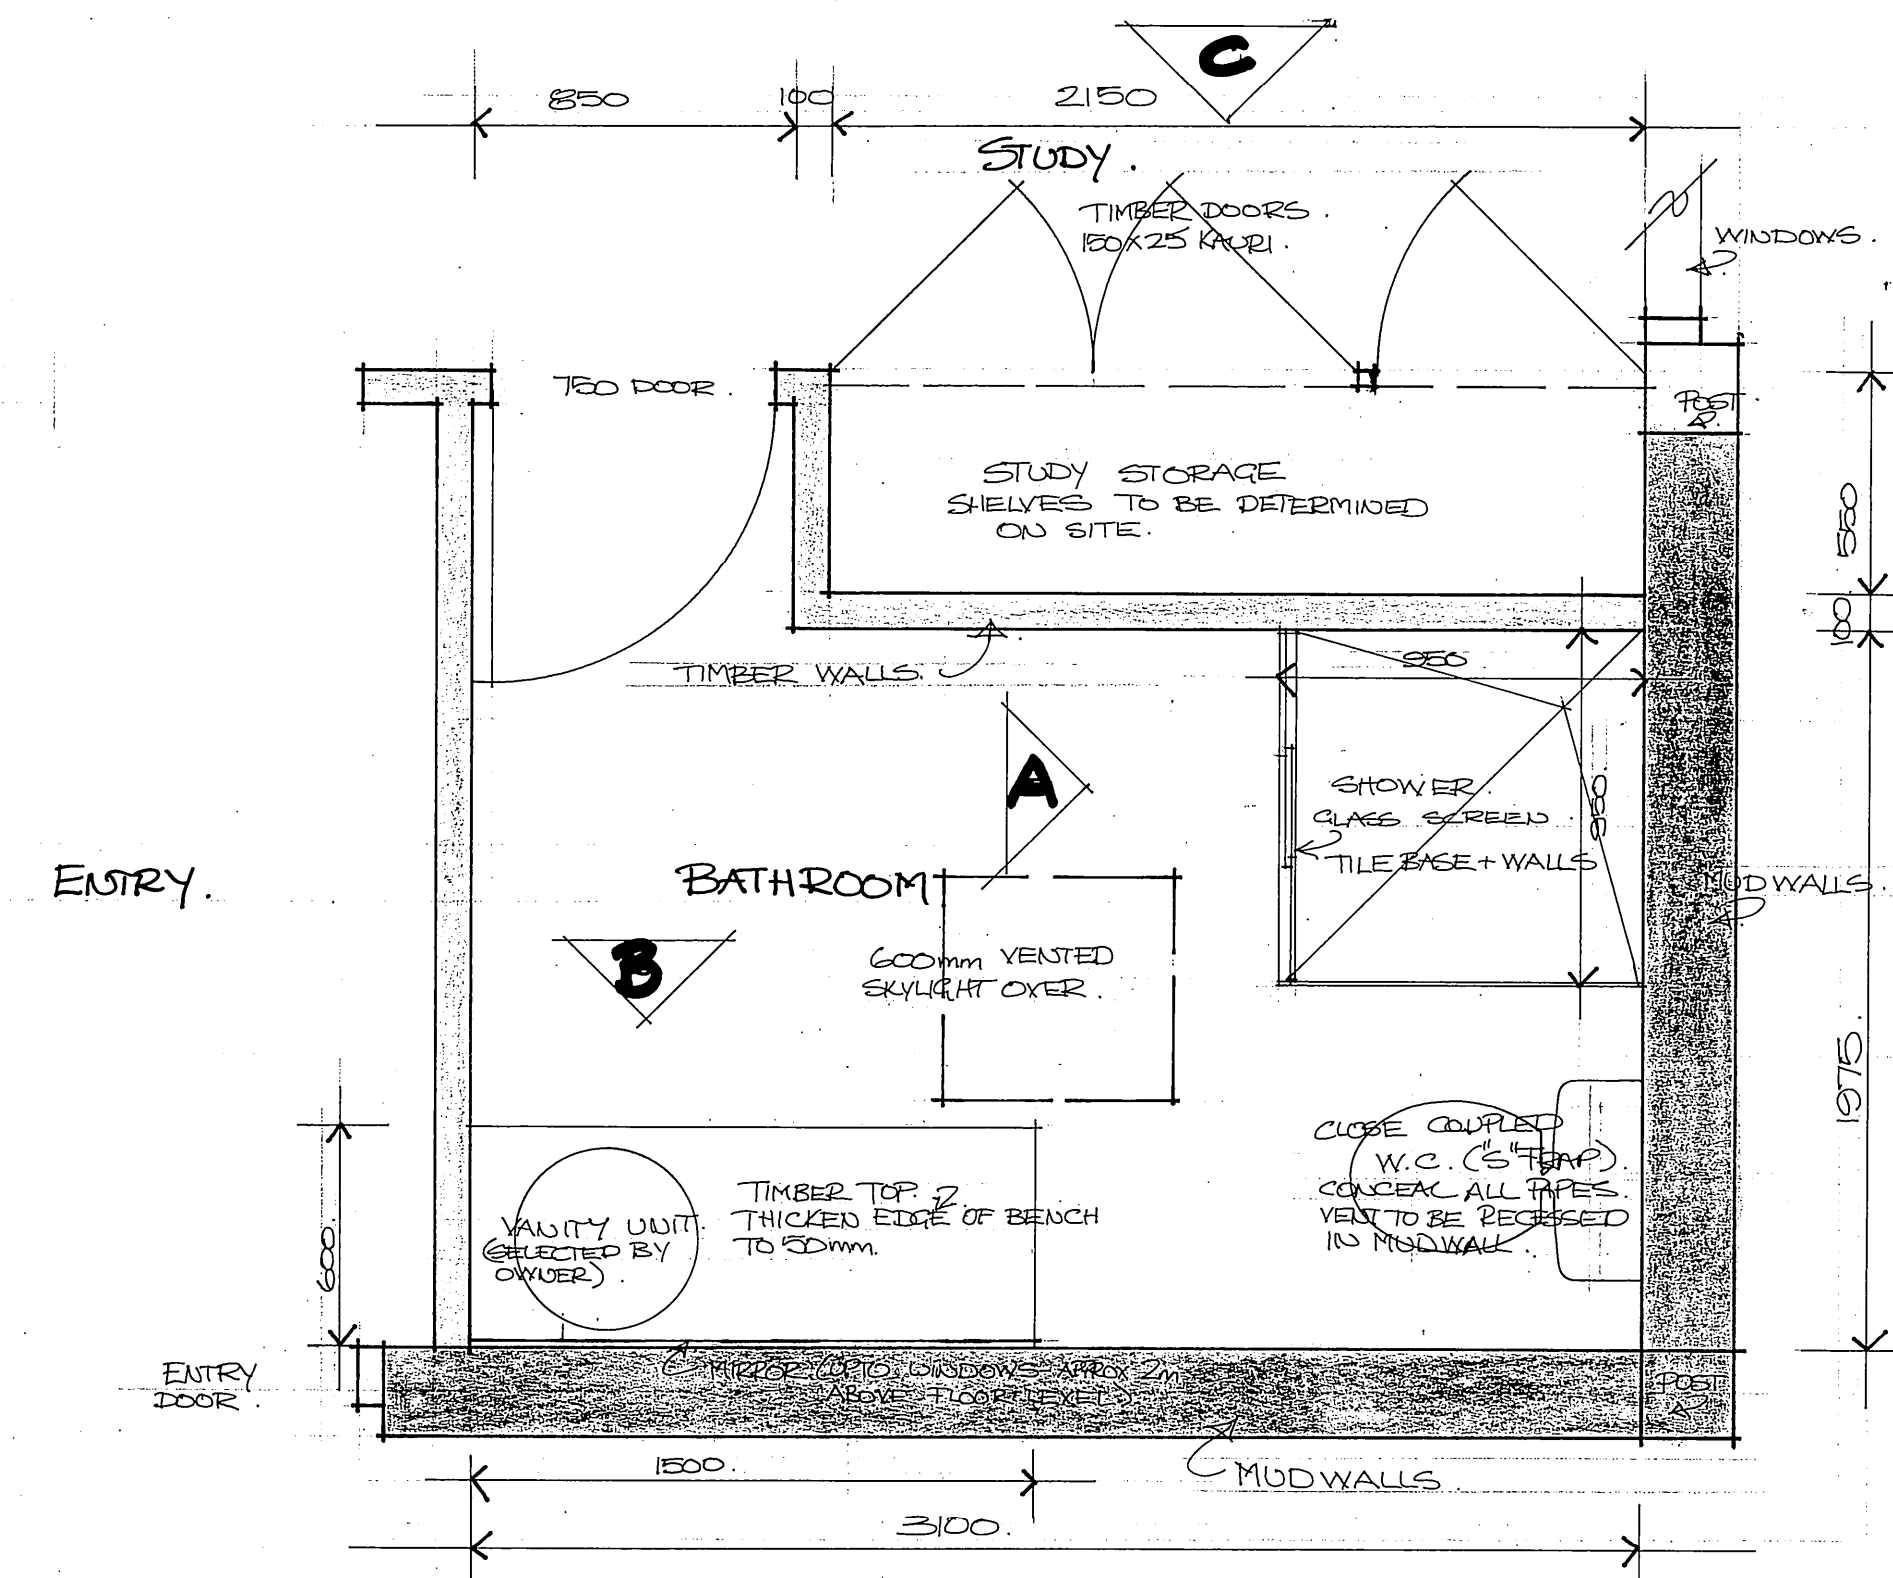 C
850
100
2150
STUDY.
TIMBER DOORS.
150x25 KAURI.
WINDOWS.
750 DOOR.
POST
STUDY STORAGE
SHELVES TO BE DETERMINED
ON SITE.
550
100
TIMBER WALLS.
950
A
SHOWER.
GLASS SCREEN
TILE BASE + WALLS
950.
ENTRY.
BATHROOM
MUDWALLS.
B
600mm VENTED
SKYLIGHT OVER.
1975.
CLOSE COUPLED
W.C. ("S" TRAP).
CONCEAL ALL PIPES.
VENT TO BE RECESSED
IN MUDWALL.
TIMBER TOP.
THICKEN EDGE OF BENCH
TO 50mm.
VANITY UNIT.
(SELECTED BY
OWNER).
600.
ENTRY
DOOR.
MIRROR (UPTO WINDOWS APPROX 2m
ABOVE FLOOR LEVEL)
POST
1500.
MUDWALLS.
3100.